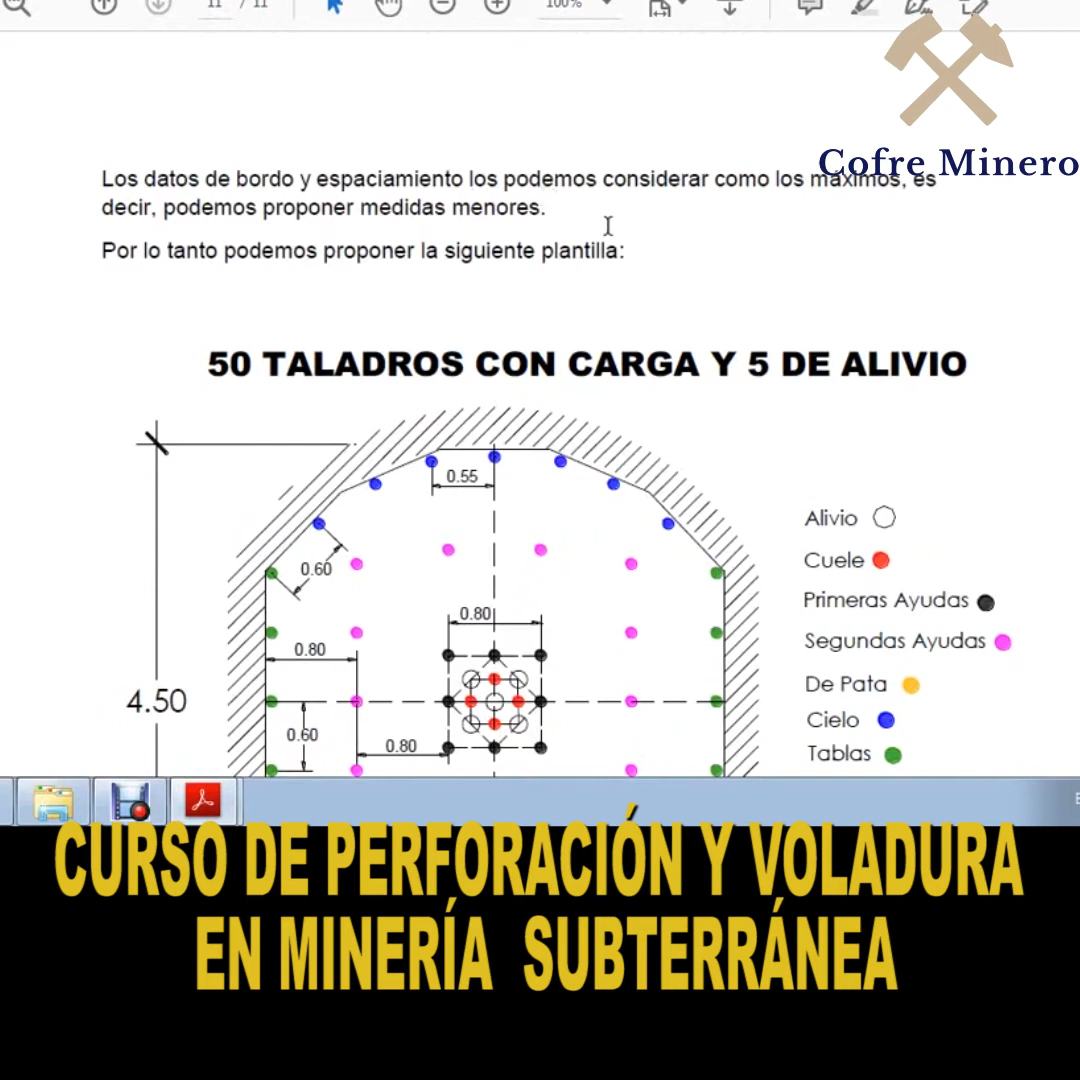 11 / 11
100%
Cofre Minero
Los datos de bordo y espaciamiento los podemos considerar como los máximos, es
decir, podemos proponer medidas menores.
Por lo tanto podemos proponer la siguiente plantilla:
50 TALADROS CON CARGA Y 5 DE ALIVIO
0.55
Alivio
0.60
Cuele
Primeras Ayudas
0.80
Segundas Ayudas
0.80
De Pata
4.50
Cielo
0.60
0.80
Tablas
CURSO DE PERFORACIÓN Y VOLADURA
EN MINERÍA SUBTERRÁNEA